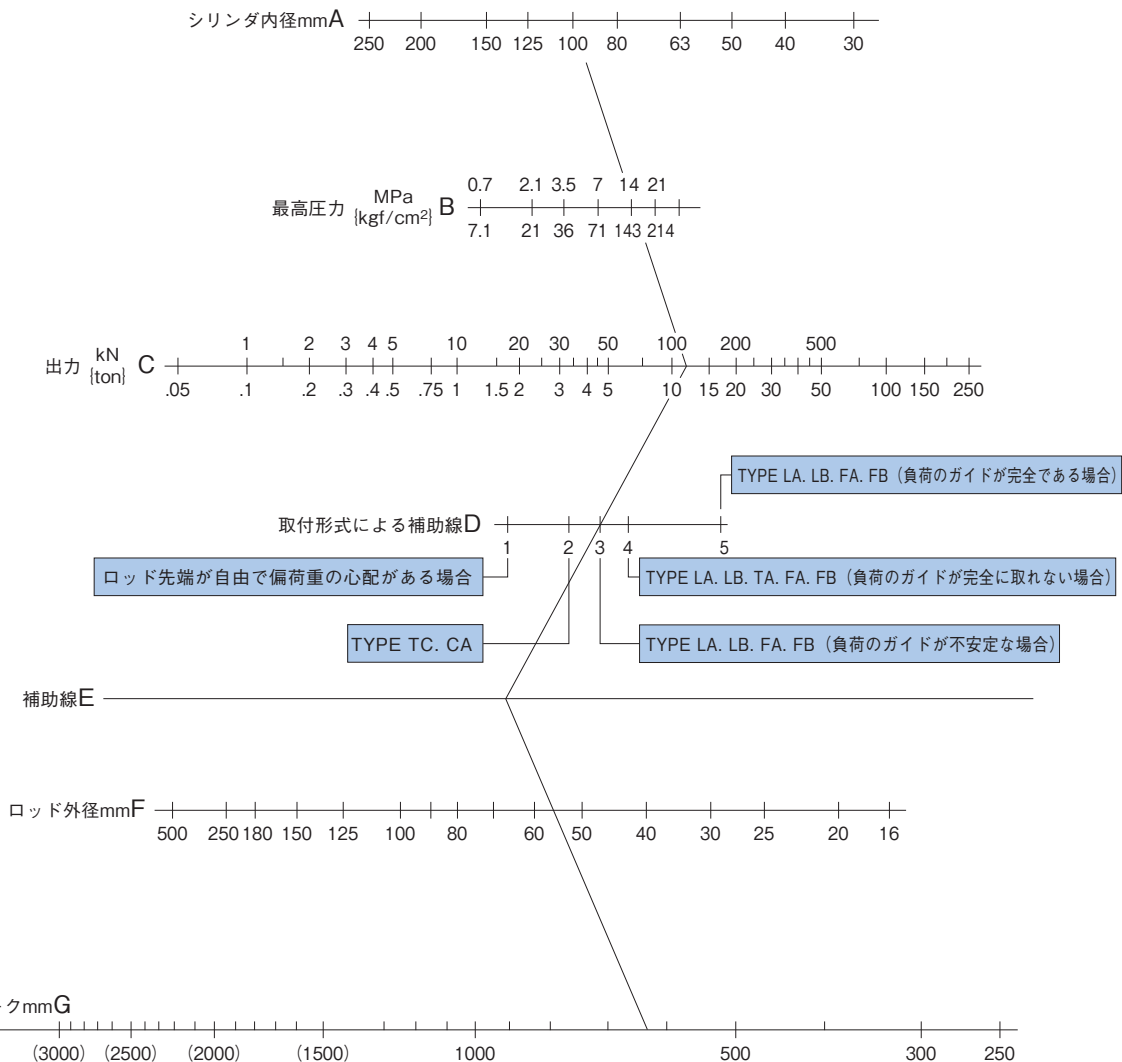 シリンダ内径mmA
250 200 150 125 100 80 63 50 40 30
0.7 2.1 3.5 7 14 21
最高圧力 MPa {kgf/cm²} B
7.1 21 36 71 143 214
1 2 3 4 5 10 20 30 50 100 200 500
出力 kN {ton} C
.05 .1 .2 .3 .4 .5 .75 1 1.5 2 3 4 5 10 15 20 30 50 100 150 250
TYPE LA. LB. FA. FB（負荷のガイドが完全である場合）
取付形式による補助線D
1 2 3 4 5
ロッド先端が自由で偏荷重の心配がある場合
TYPE LA. LB. TA. FA. FB（負荷のガイドが完全に取れない場合）
TYPE TC. CA
TYPE LA. LB. FA. FB（負荷のガイドが不安定な場合）
補助線E
ロッド外径mmF
500 250 180 150 125 100 80 60 50 40 30 25 20 16
クmmG
(3000) (2500) (2000) (1500) 1000 500 300 250